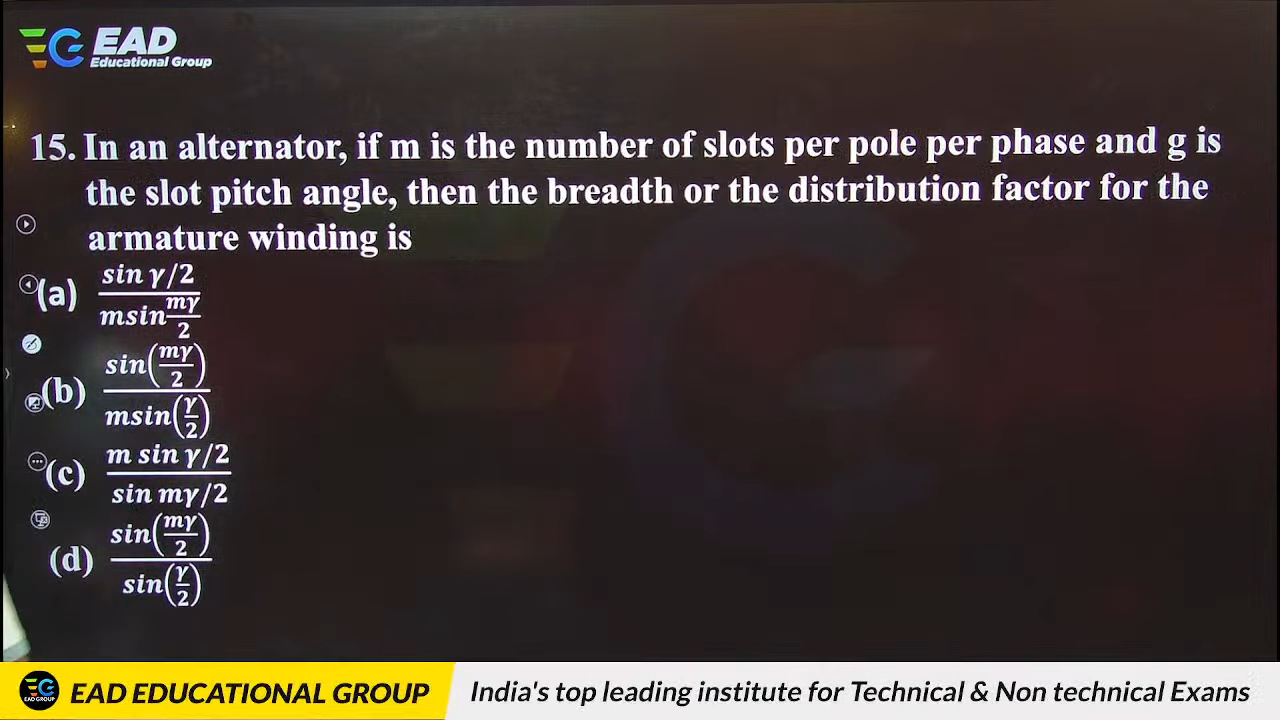 EAD
Educational Group
15. In an alternator, if m is the number of slots per pole per phase and g is
the slot pitch angle, then the breadth or the distribution factor for the
armature winding is
(a) sin γ/2 / msin mγ/2
(b) sin(mγ/2) / msin(γ/2)
(c) m sin γ/2 / sin mγ/2
(d) sin(mγ/2) / sin(γ/2)
EAD GROUP
EAD EDUCATIONAL GROUP
India's top leading institute for Technical & Non technical Exams